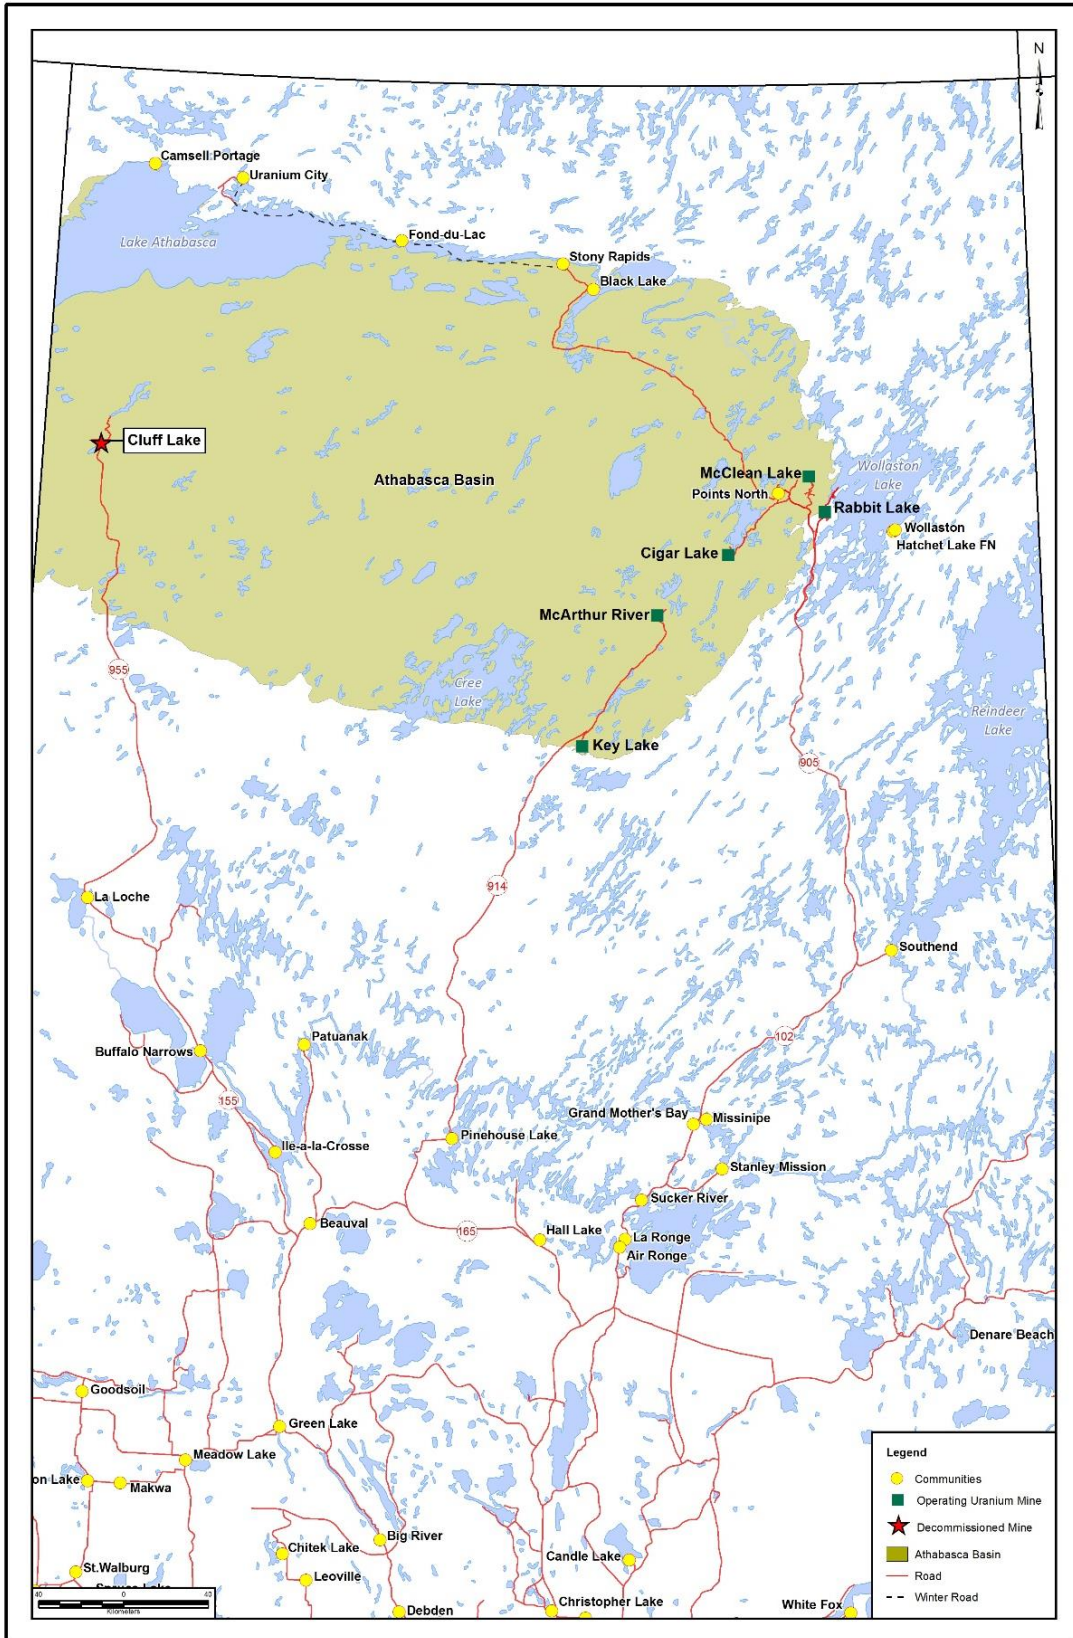 N
Camsell Portage
Uranium City
Lake Athabasca
Fond-du-Lac
Stony Rapids
Black Lake
Cluff Lake
Athabasca Basin
McClean Lake
Points North
Wollaston
Lake
Rabbit Lake
Wollaston
Hatchet Lake FN
Cigar Lake
McArthur River
955
Cree
Lake
Reindeer
Lake
Key Lake
905
914
La Loche
Southend
102
Patuanak
Buffalo Narrows
155
Grand Mother's Bay
Missinipe
Pinehouse Lake
Ile-a-la-Crosse
Stanley Mission
Sucker River
Beauval
165
Hall Lake
La Ronge
Air Ronge
Denare Beach
Goodsoil
Green Lake
Meadow Lake
on Lake
Makwa
Big River
Chitek Lake
Candle Lake
St.Walburg
Leoville
Christopher Lake
White Fox
Debden
40
0
40
Kilometers
Legend
Communities
Operating Uranium Mine
Decommissioned Mine
Athabasca Basin
Road
Winter Road